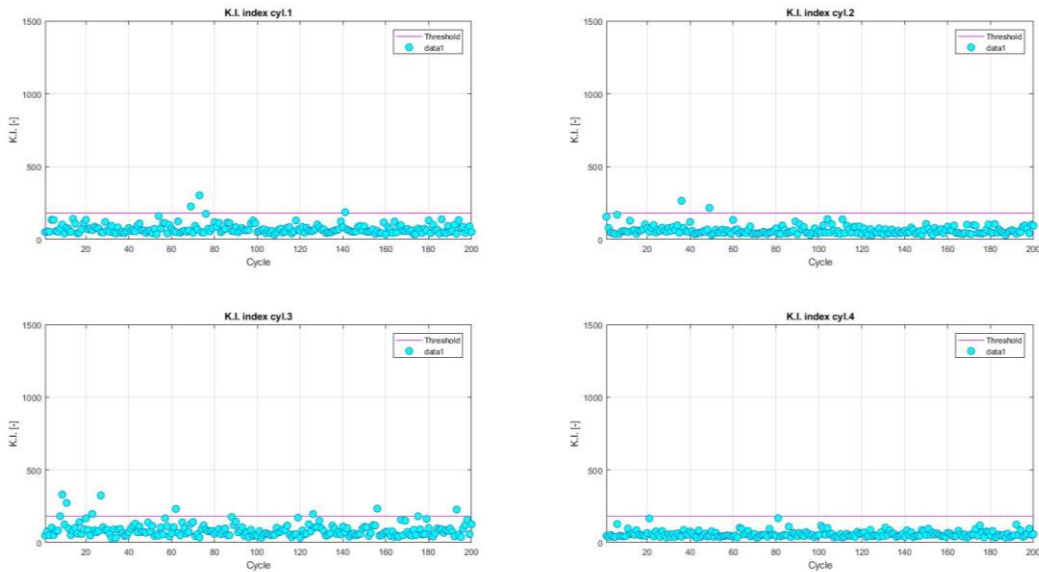 K.I. index cyl.1
1500
1000
500
0
K.I. [-]
Threshold
data1
20 40 60 80 100 120 140 160 180 200
Cycle
K.I. index cyl.2
1500
1000
500
0
K.I. [-]
Threshold
data1
20 40 60 80 100 120 140 160 180 200
Cycle
K.I. index cyl.3
1500
1000
500
0
K.I. [-]
Threshold
data1
20 40 60 80 100 120 140 160 180 200
Cycle
K.I. index cyl.4
1500
1000
500
0
K.I. [-]
Threshold
data1
20 40 60 80 100 120 140 160 180 200
Cycle